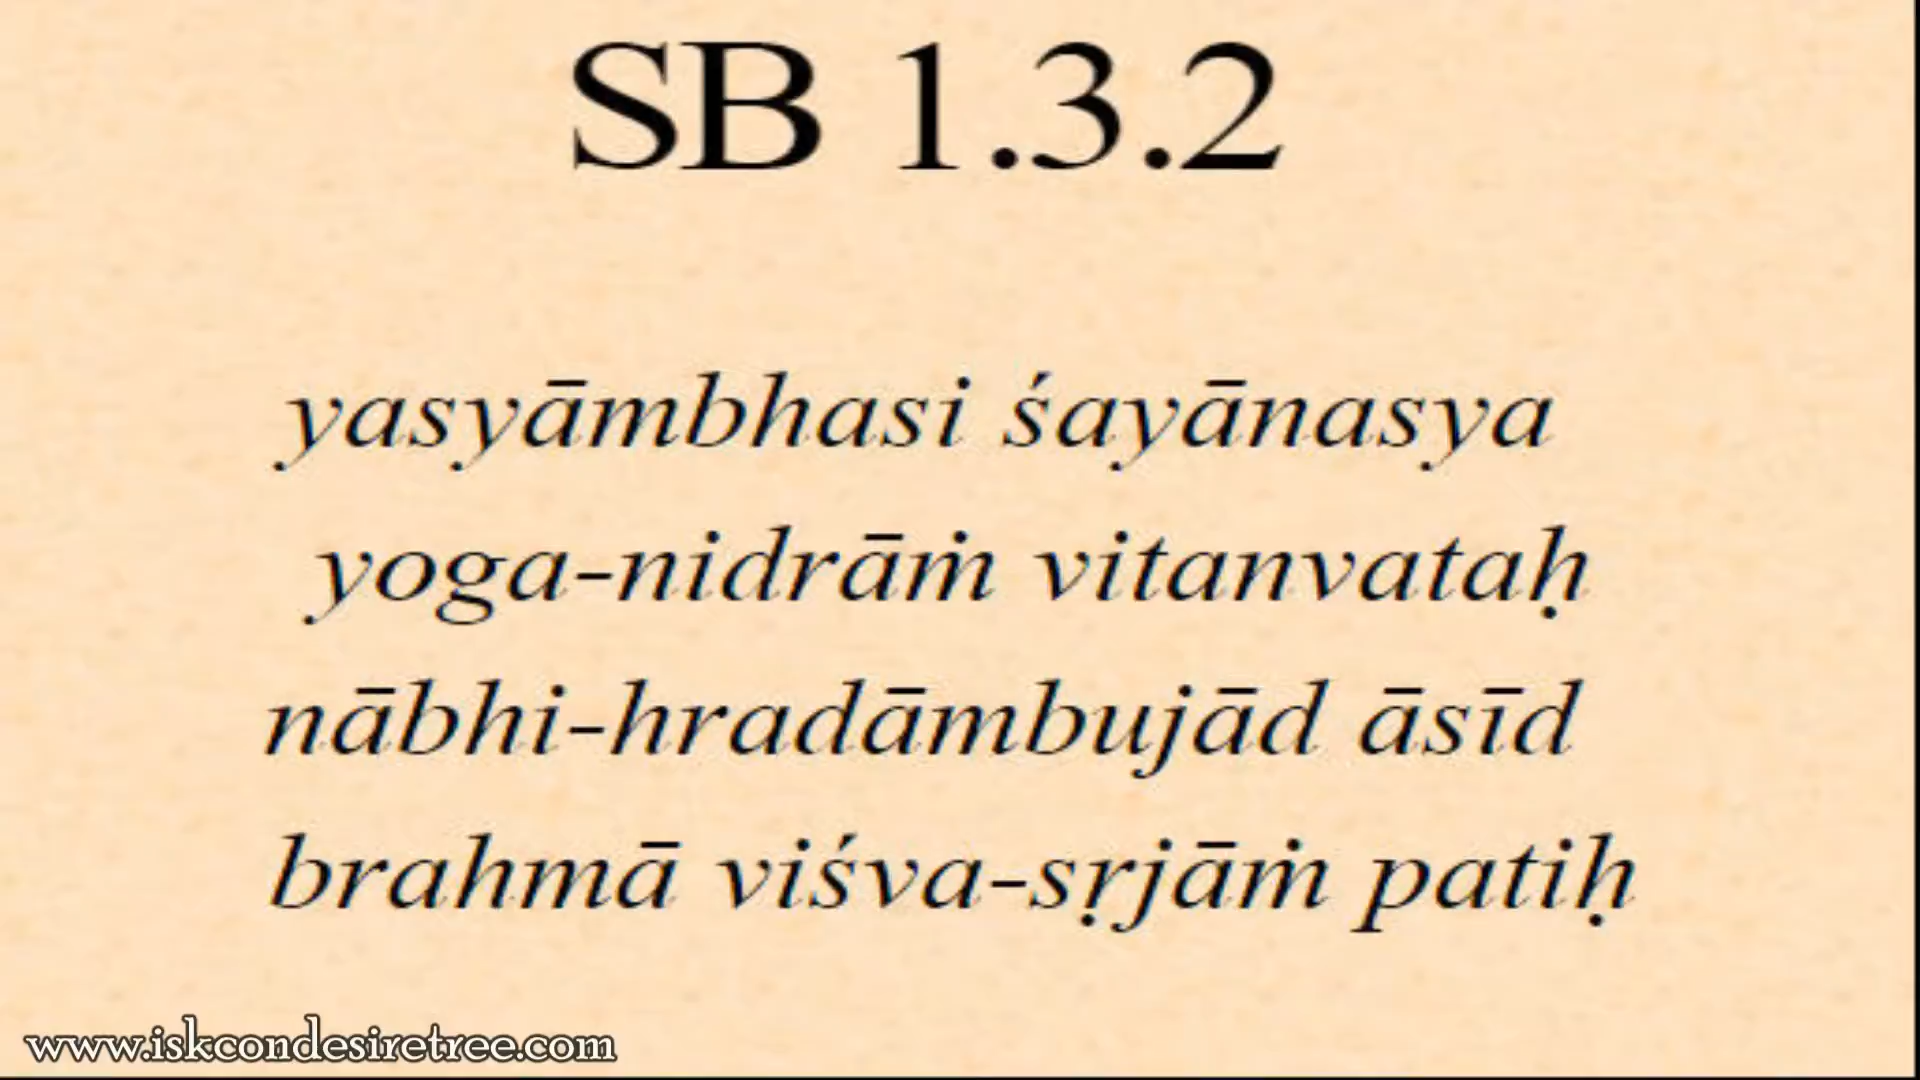 SB 1.3.2
yasyāmbhasi śayānasya
yoga-nidrāṁ vitanvataḥ
nābhi-hradāmbujād āsīd
brahmā viśva-sṛjāṁ patiḥ
www.iskcondesiretree.com